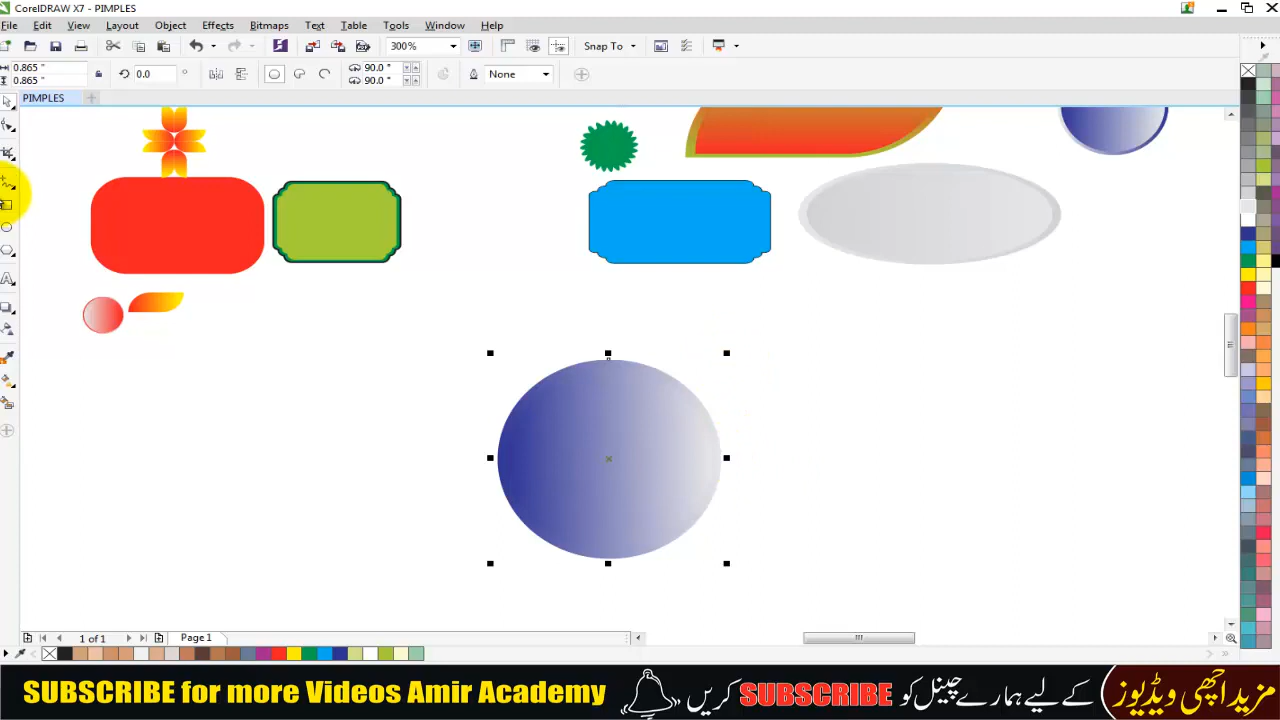 CorelDRAW X7 - PIMPLES
File Edit View Layout Object Effects Bitmaps Text Table Tools Window Help
300% Snap To
0.865 "
0.865 "
0.0 °
90.0 °
90.0 °
None
PIMPLES
1 of 1 Page 1
SUBSCRIBE for more Videos Amir Academy
مزید اچھی ویڈیوز کے لیے ہمارے چینل کو SUBSCRIBE کریں